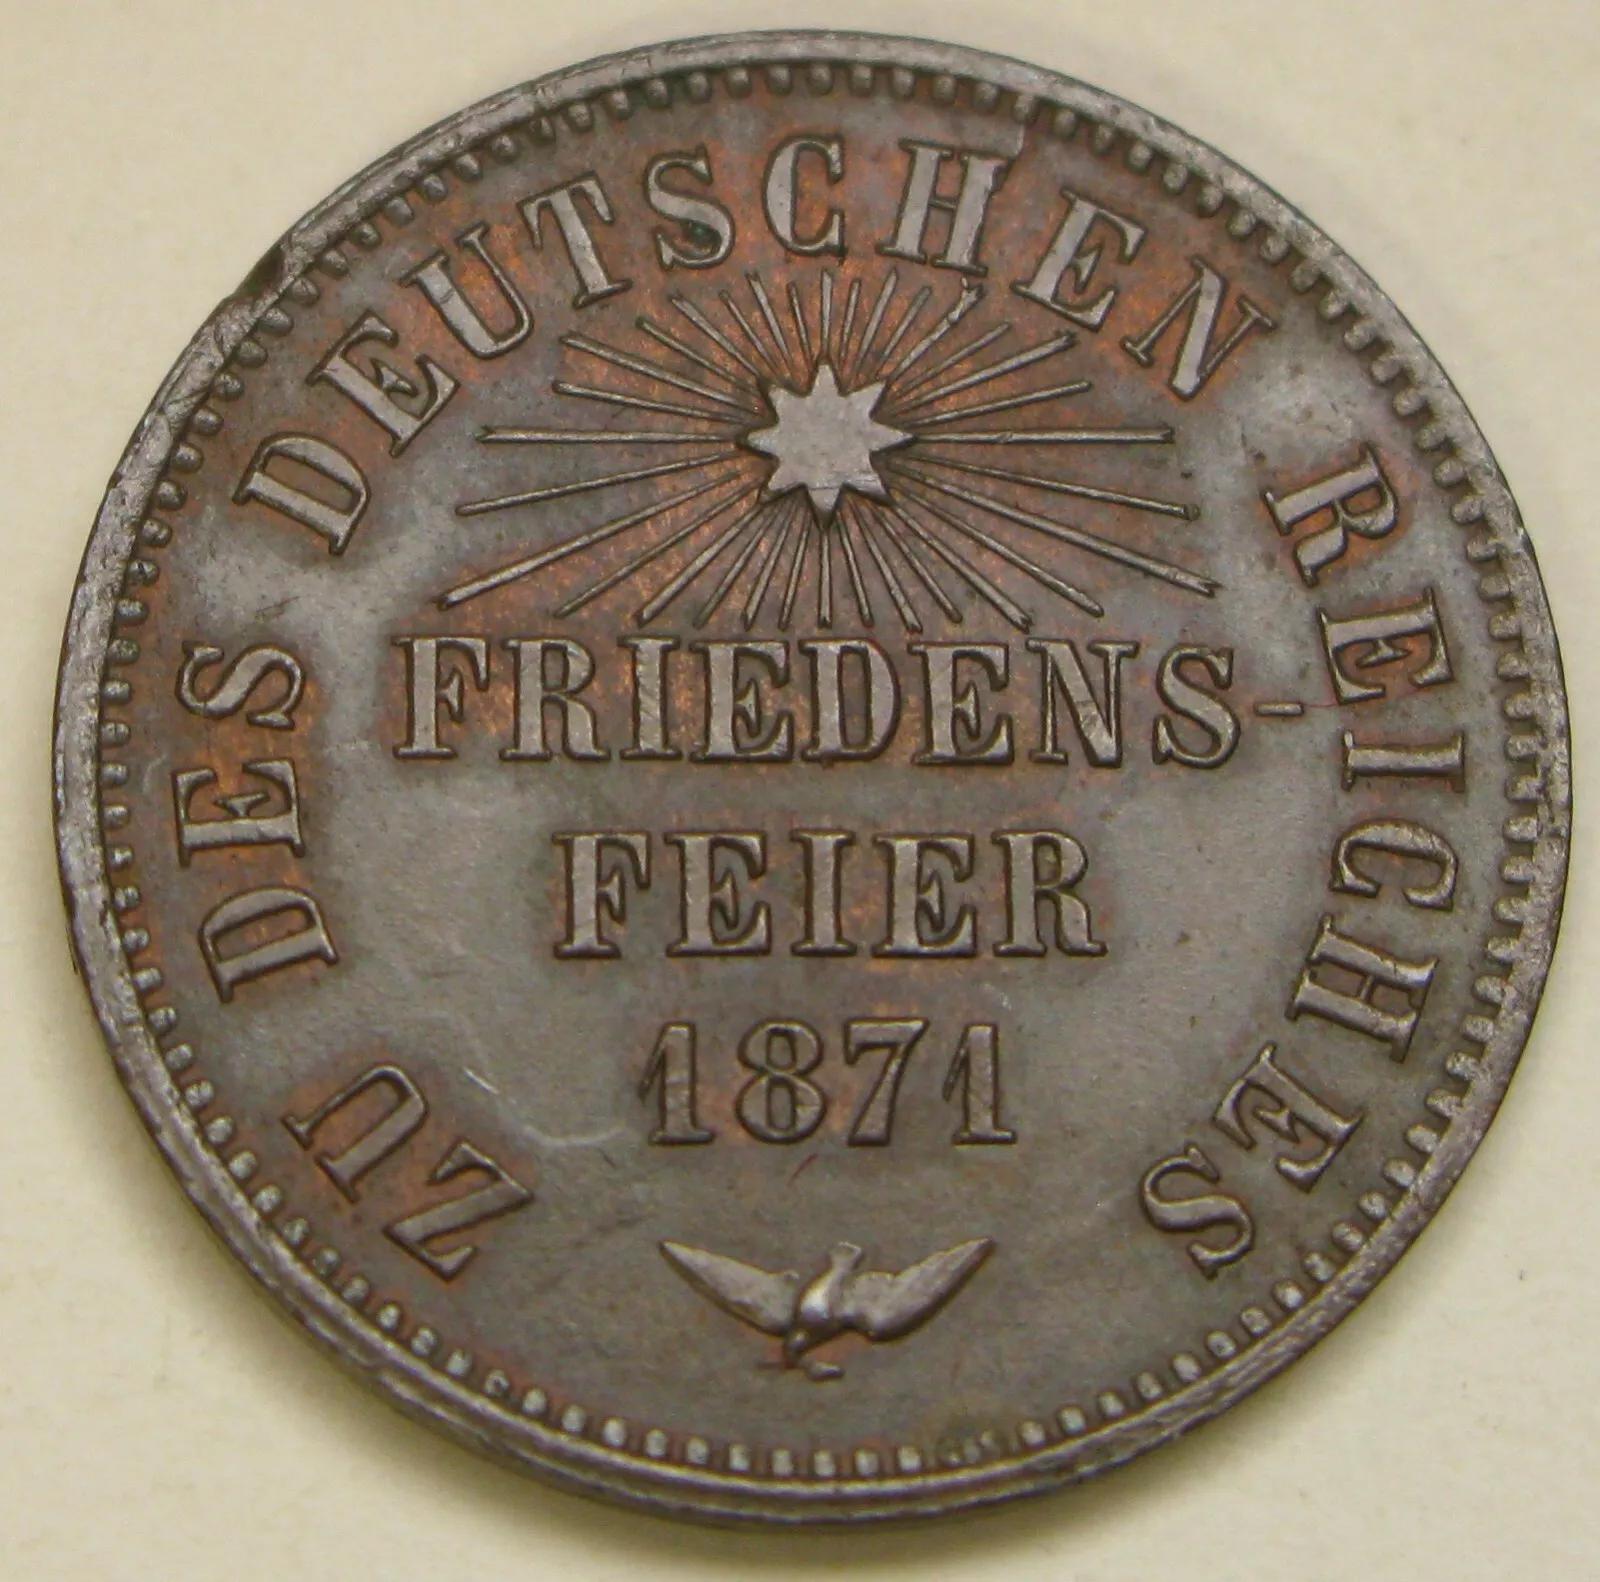 ZU DES DEUTSCHEN REICHES
FRIEDENS-
FEIER
1871